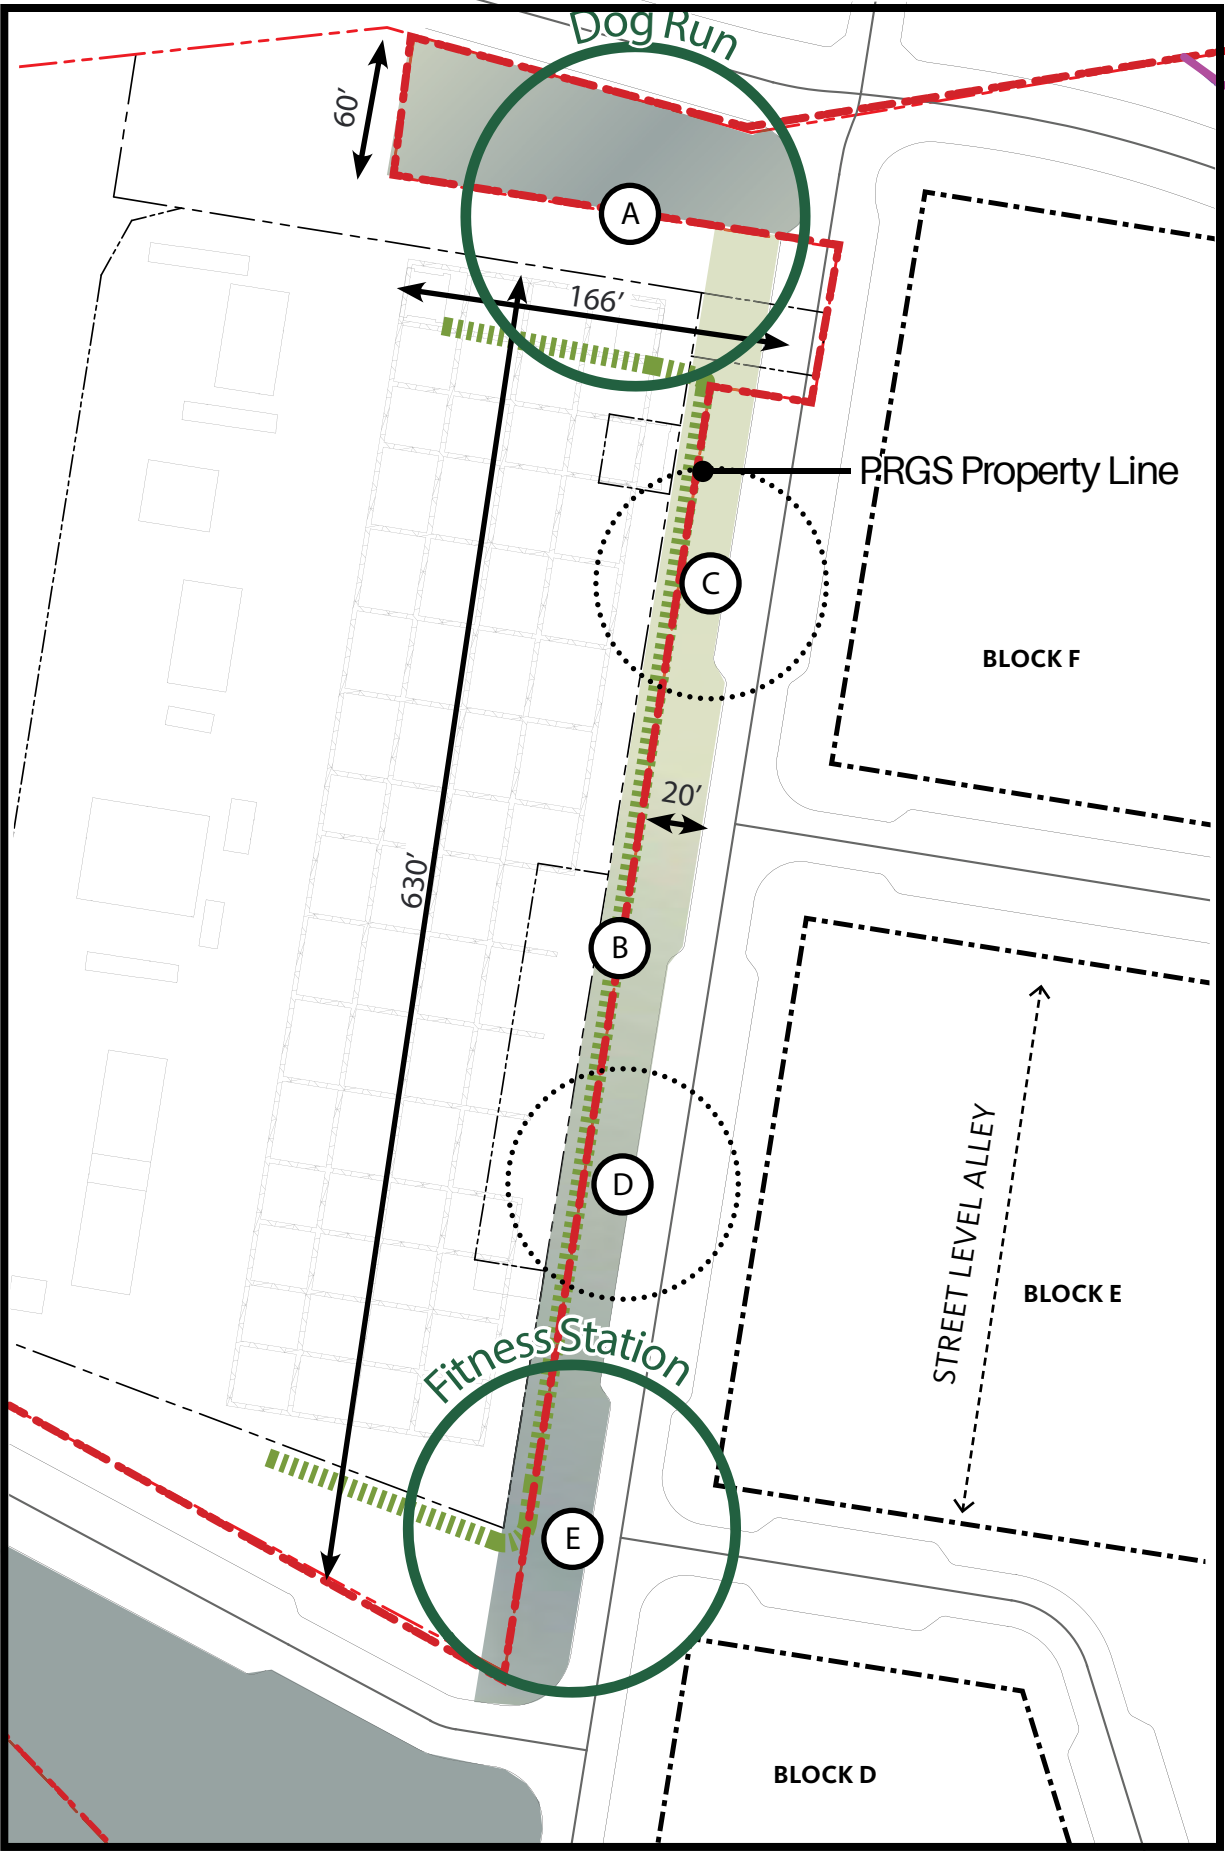 Dog Run
60’
A
166’
PRGS Property Line
C
BLOCK F
20’
630’
B
STREET LEVEL ALLEY
D
BLOCK E
Fitness Station
E
BLOCK D